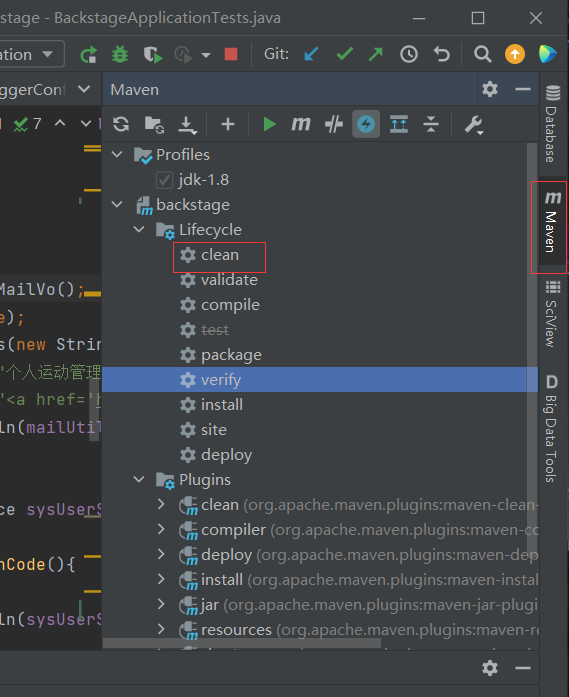 stage - BackstageApplicationTests.java
ation
Git:
ggerConf
7
Maven
Profiles
jdk-1.8
backstage
Lifecycle
clean
validate
compile
test
package
verify
install
site
deploy
Plugins
clean (org.apache.maven.plugins:maven-clean-
compiler (org.apache.maven.plugins:maven-co
deploy (org.apache.maven.plugins:maven-dep
install (org.apache.maven.plugins:maven-instal
jar (org.apache.maven.plugins:maven-jar-plugi
resources (org.apache.maven.plugins:maven-re
MailVo();
e);
s(new Strin
"个人运动管理
"<a href='h
ln(mailUtil
ce sysUserS
nCode(){
ln(sysUserS
Database
Maven
SciView
Big Data Tools